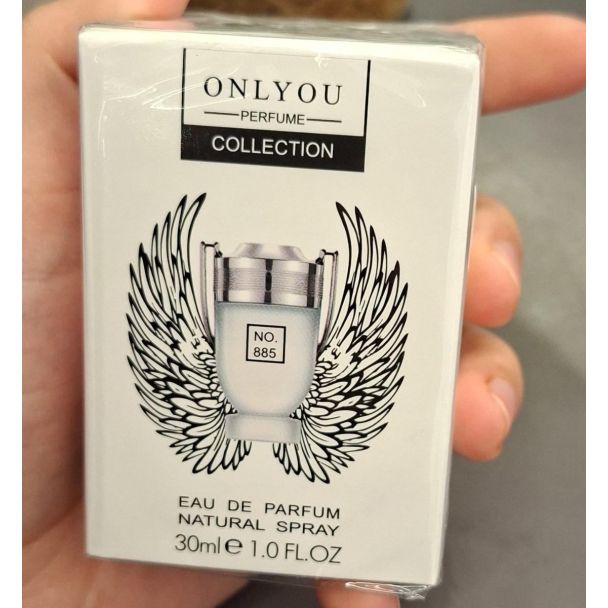 ONLYOU
PERFUME
COLLECTION
NO.
885
EAU DE PARFUM
NATURAL SPRAY
30ml ℮ 1.0 FL.OZ